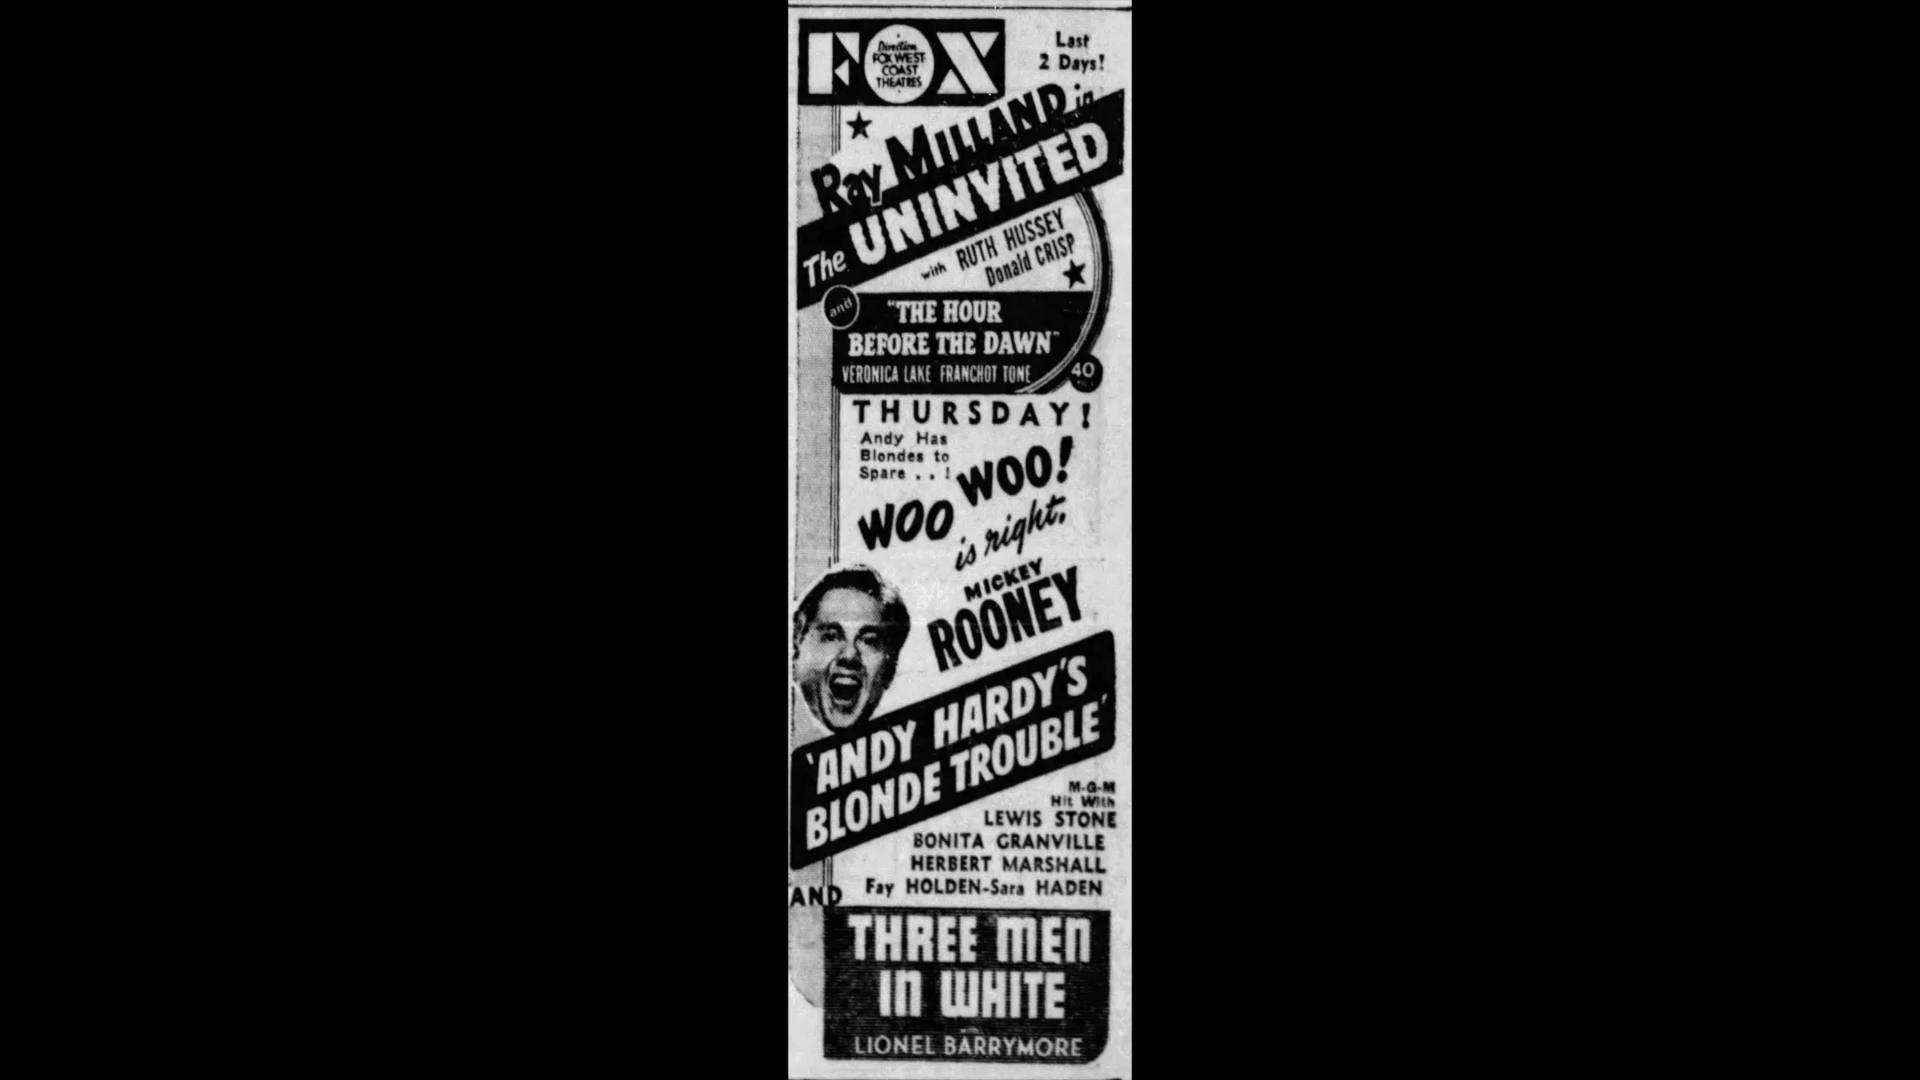 FOX
Direction
FOX WEST
COAST
THEATRES
Last
2 Days!
Ray MILLAND in
The UNINVITED
with RUTH HUSSEY
Donald CRISP
and
"THE HOUR
BEFORE THE DAWN"
VERONICA LAKE FRANCHOT TONE
40
THURSDAY!
Andy Has
Blondes to
Spare . . !
WOO WOO!
is right.
MICKEY
ROONEY
'ANDY HARDY'S
BLONDE TROUBLE'
M-G-M
Hit With
LEWIS STONE
BONITA GRANVILLE
HERBERT MARSHALL
Fay HOLDEN-Sara HADEN
AND
THREE MEN
IN WHITE
LIONEL BARRYMORE